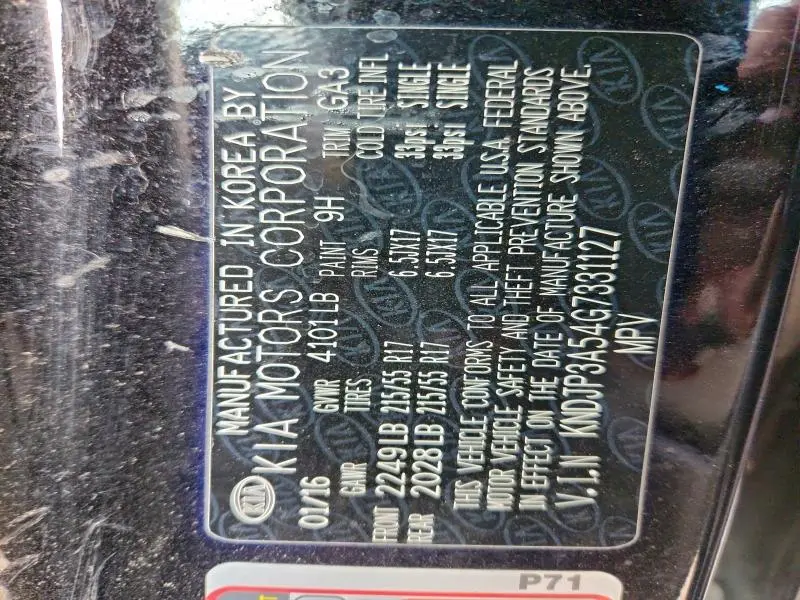 MANUFACTURED IN KOREA BY
KIA KIA MOTORS CORPORATION
01/16 GVWR 4101LB PAINT 9H TRIM GA3
GAWR TIRES RIMS COLD TIRE INFL
FRONT 2249LB 215/55 R17 6.5JX17 33psi SINGLE
REAR 2028LB 215/55 R17 6.5JX17 33psi SINGLE
THIS VEHICLE CONFORMS TO ALL APPLICABLE U.S.A. FEDERAL
MOTOR VEHICLE SAFETY AND THEFT PREVENTION STANDARDS
IN EFFECT ON THE DATE OF MANUFACTURE SHOWN ABOVE.
V.I.N KNDJP3A54G7331127
MPV
P71